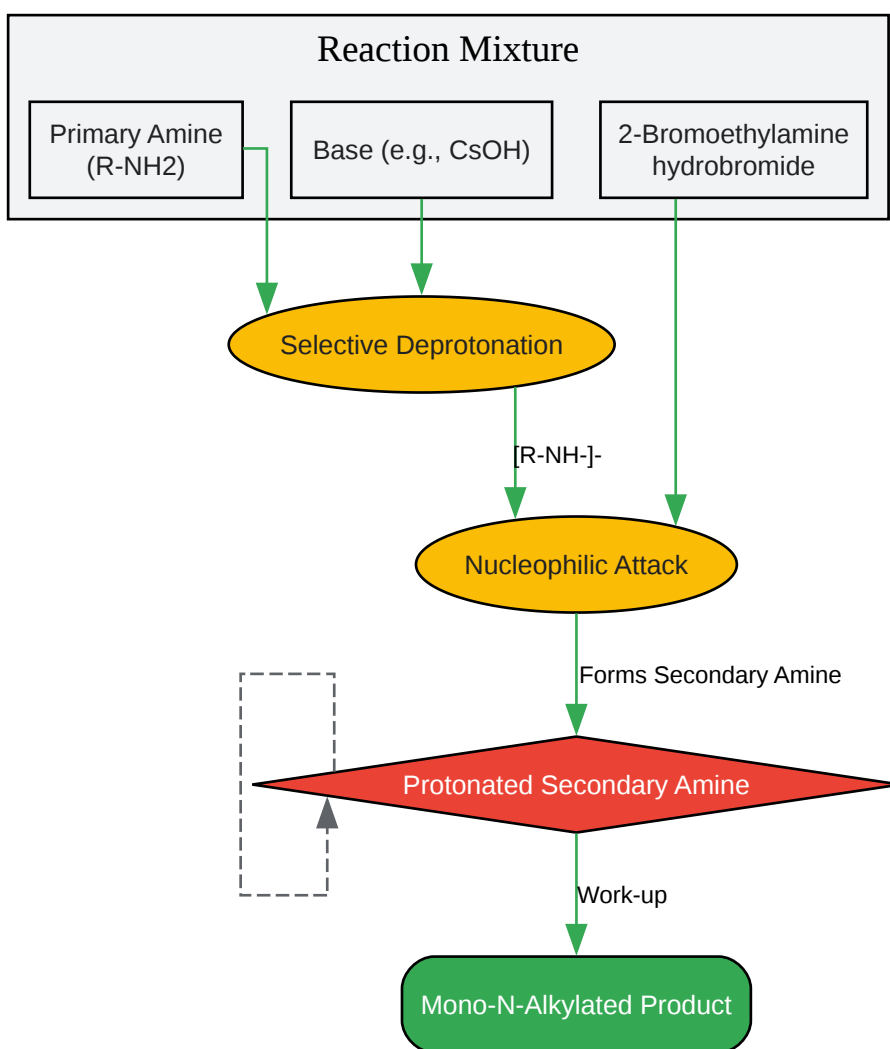 Reaction Mixture
Primary Amine
(R-NH2)
Base (e.g., CsOH)
2-Bromoethylamine
hydrobromide
Selective Deprotonation
[R-NH-]-
Nucleophilic Attack
Forms Secondary Amine
Protonated Secondary Amine
Work-up
Mono-N-Alkylated Product